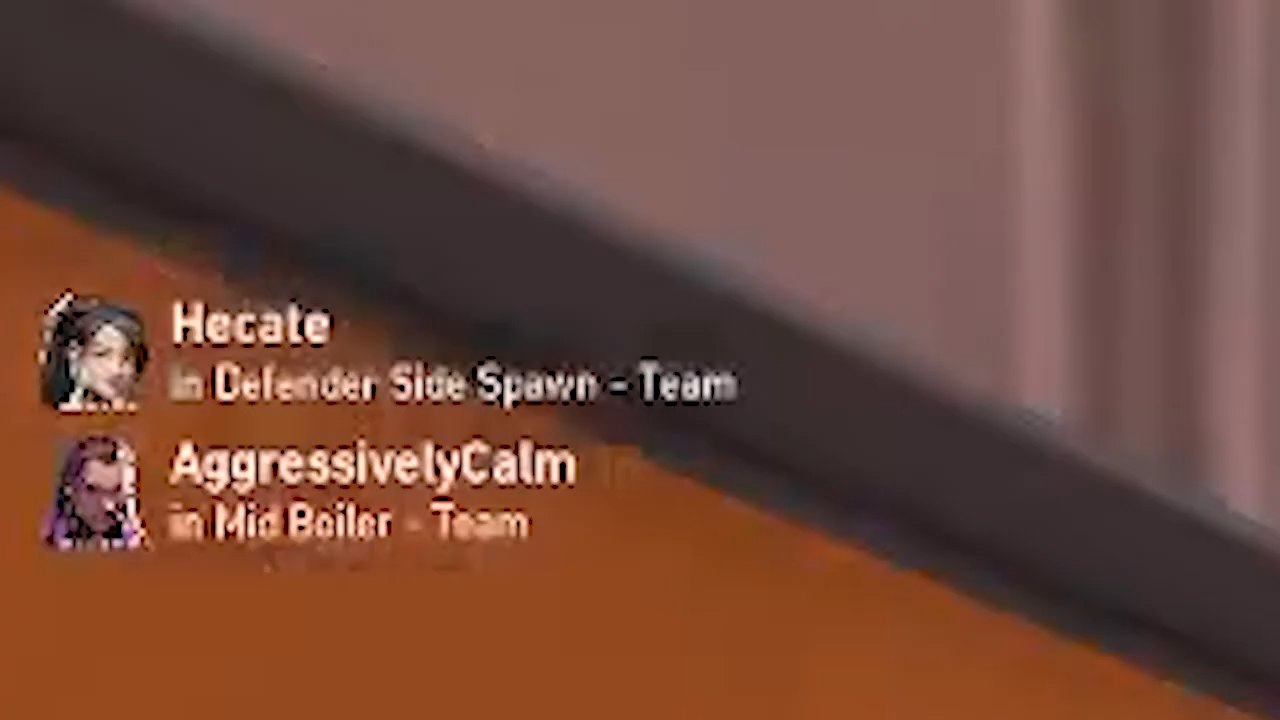 Hecate
in Defender Side Spawn - Team
AggressivelyCalm
in Mid Boiler - Team